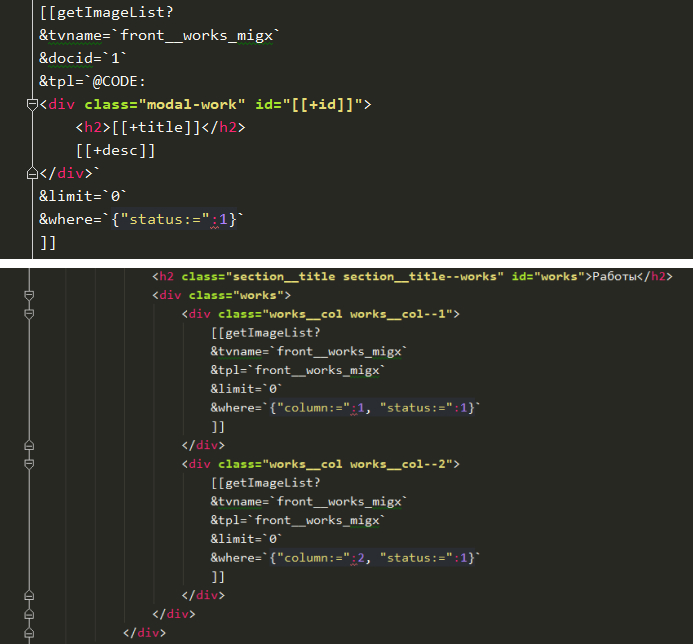 [[getImageList?
&tvname=`front__works_migx`
&docid=`1`
&tpl=`@CODE:
<div class="modal-work" id="[[+id]]">
<h2>[[+title]]</h2>
[[+desc]]
</div>`
&limit=`0`
&where=`{"status:=":1}`
]]
<h2 class="section__title section__title--works" id="works">Работы</h2>
<div class="works">
<div class="works__col works__col--1">
[[getImageList?
&tvname=`front__works_migx`
&tpl=`front__works_migx`
&limit=`0`
&where=`{"column:=":1, "status:=":1}`
]]
</div>
<div class="works__col works__col--2">
[[getImageList?
&tvname=`front__works_migx`
&tpl=`front__works_migx`
&limit=`0`
&where=`{"column:=":2, "status:=":1}`
]]
</div>
</div>
</div>